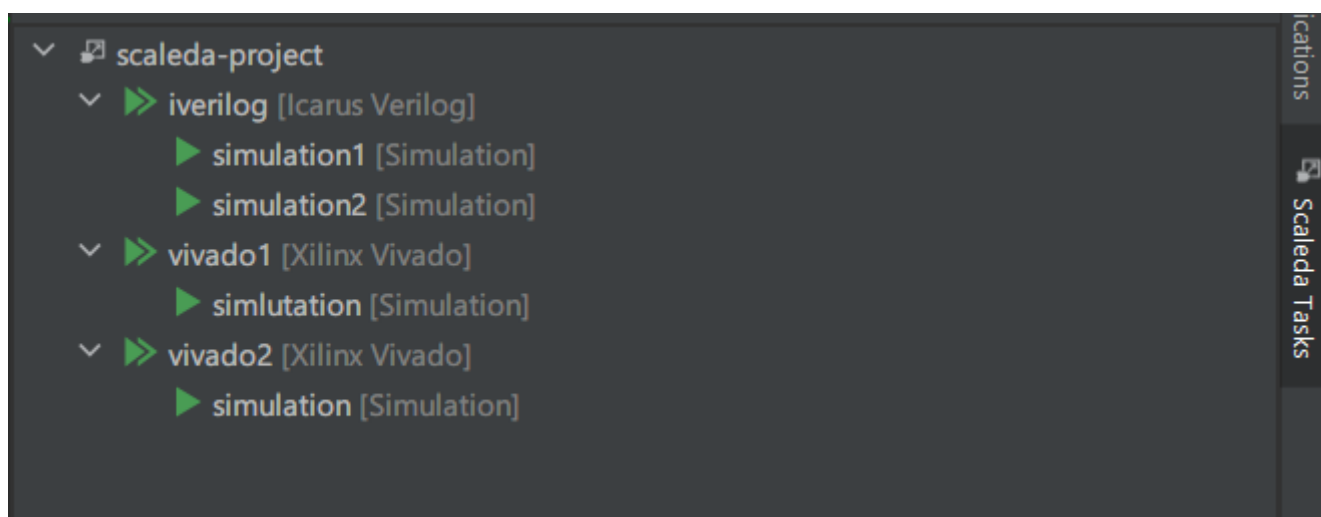 scaleda-project
iverilog [Icarus Verilog]
simulation1 [Simulation]
simulation2 [Simulation]
vivado1 [Xilinx Vivado]
simlutation [Simulation]
vivado2 [Xilinx Vivado]
simulation [Simulation]
ications
Scaleda Tasks